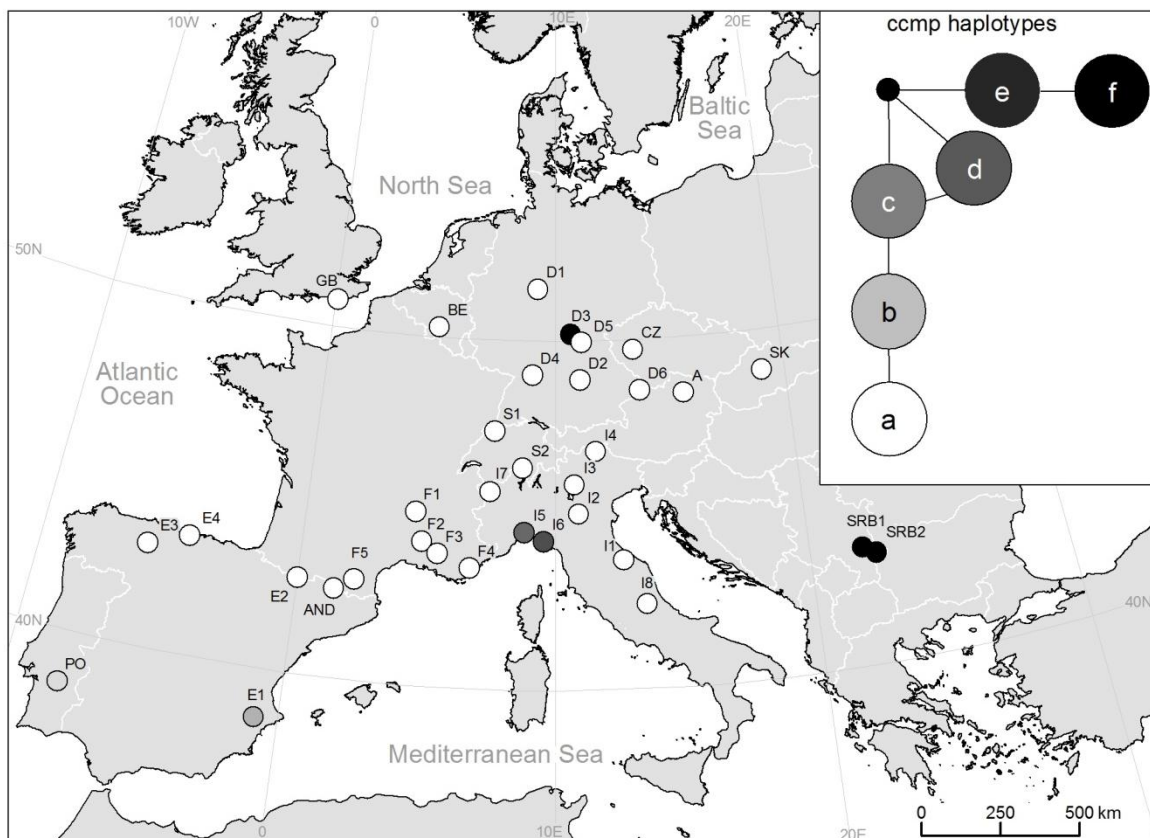 10W
0
10E
20E
ccmp haplotypes
e
f
d
c
b
a
Baltic
Sea
North Sea
50N
GB
BE
D1
D3
D5
CZ
SK
D4
D2
D6
A
Atlantic
Ocean
S1
I4
S2
I3
I7
I2
F1
F2
F3
F4
I5
I6
I1
I8
E3
E4
F5
E2
AND
SRB1
SRB2
40N
40N
PO
E1
Mediterranean Sea
0
10E
20E
0
250
500 km